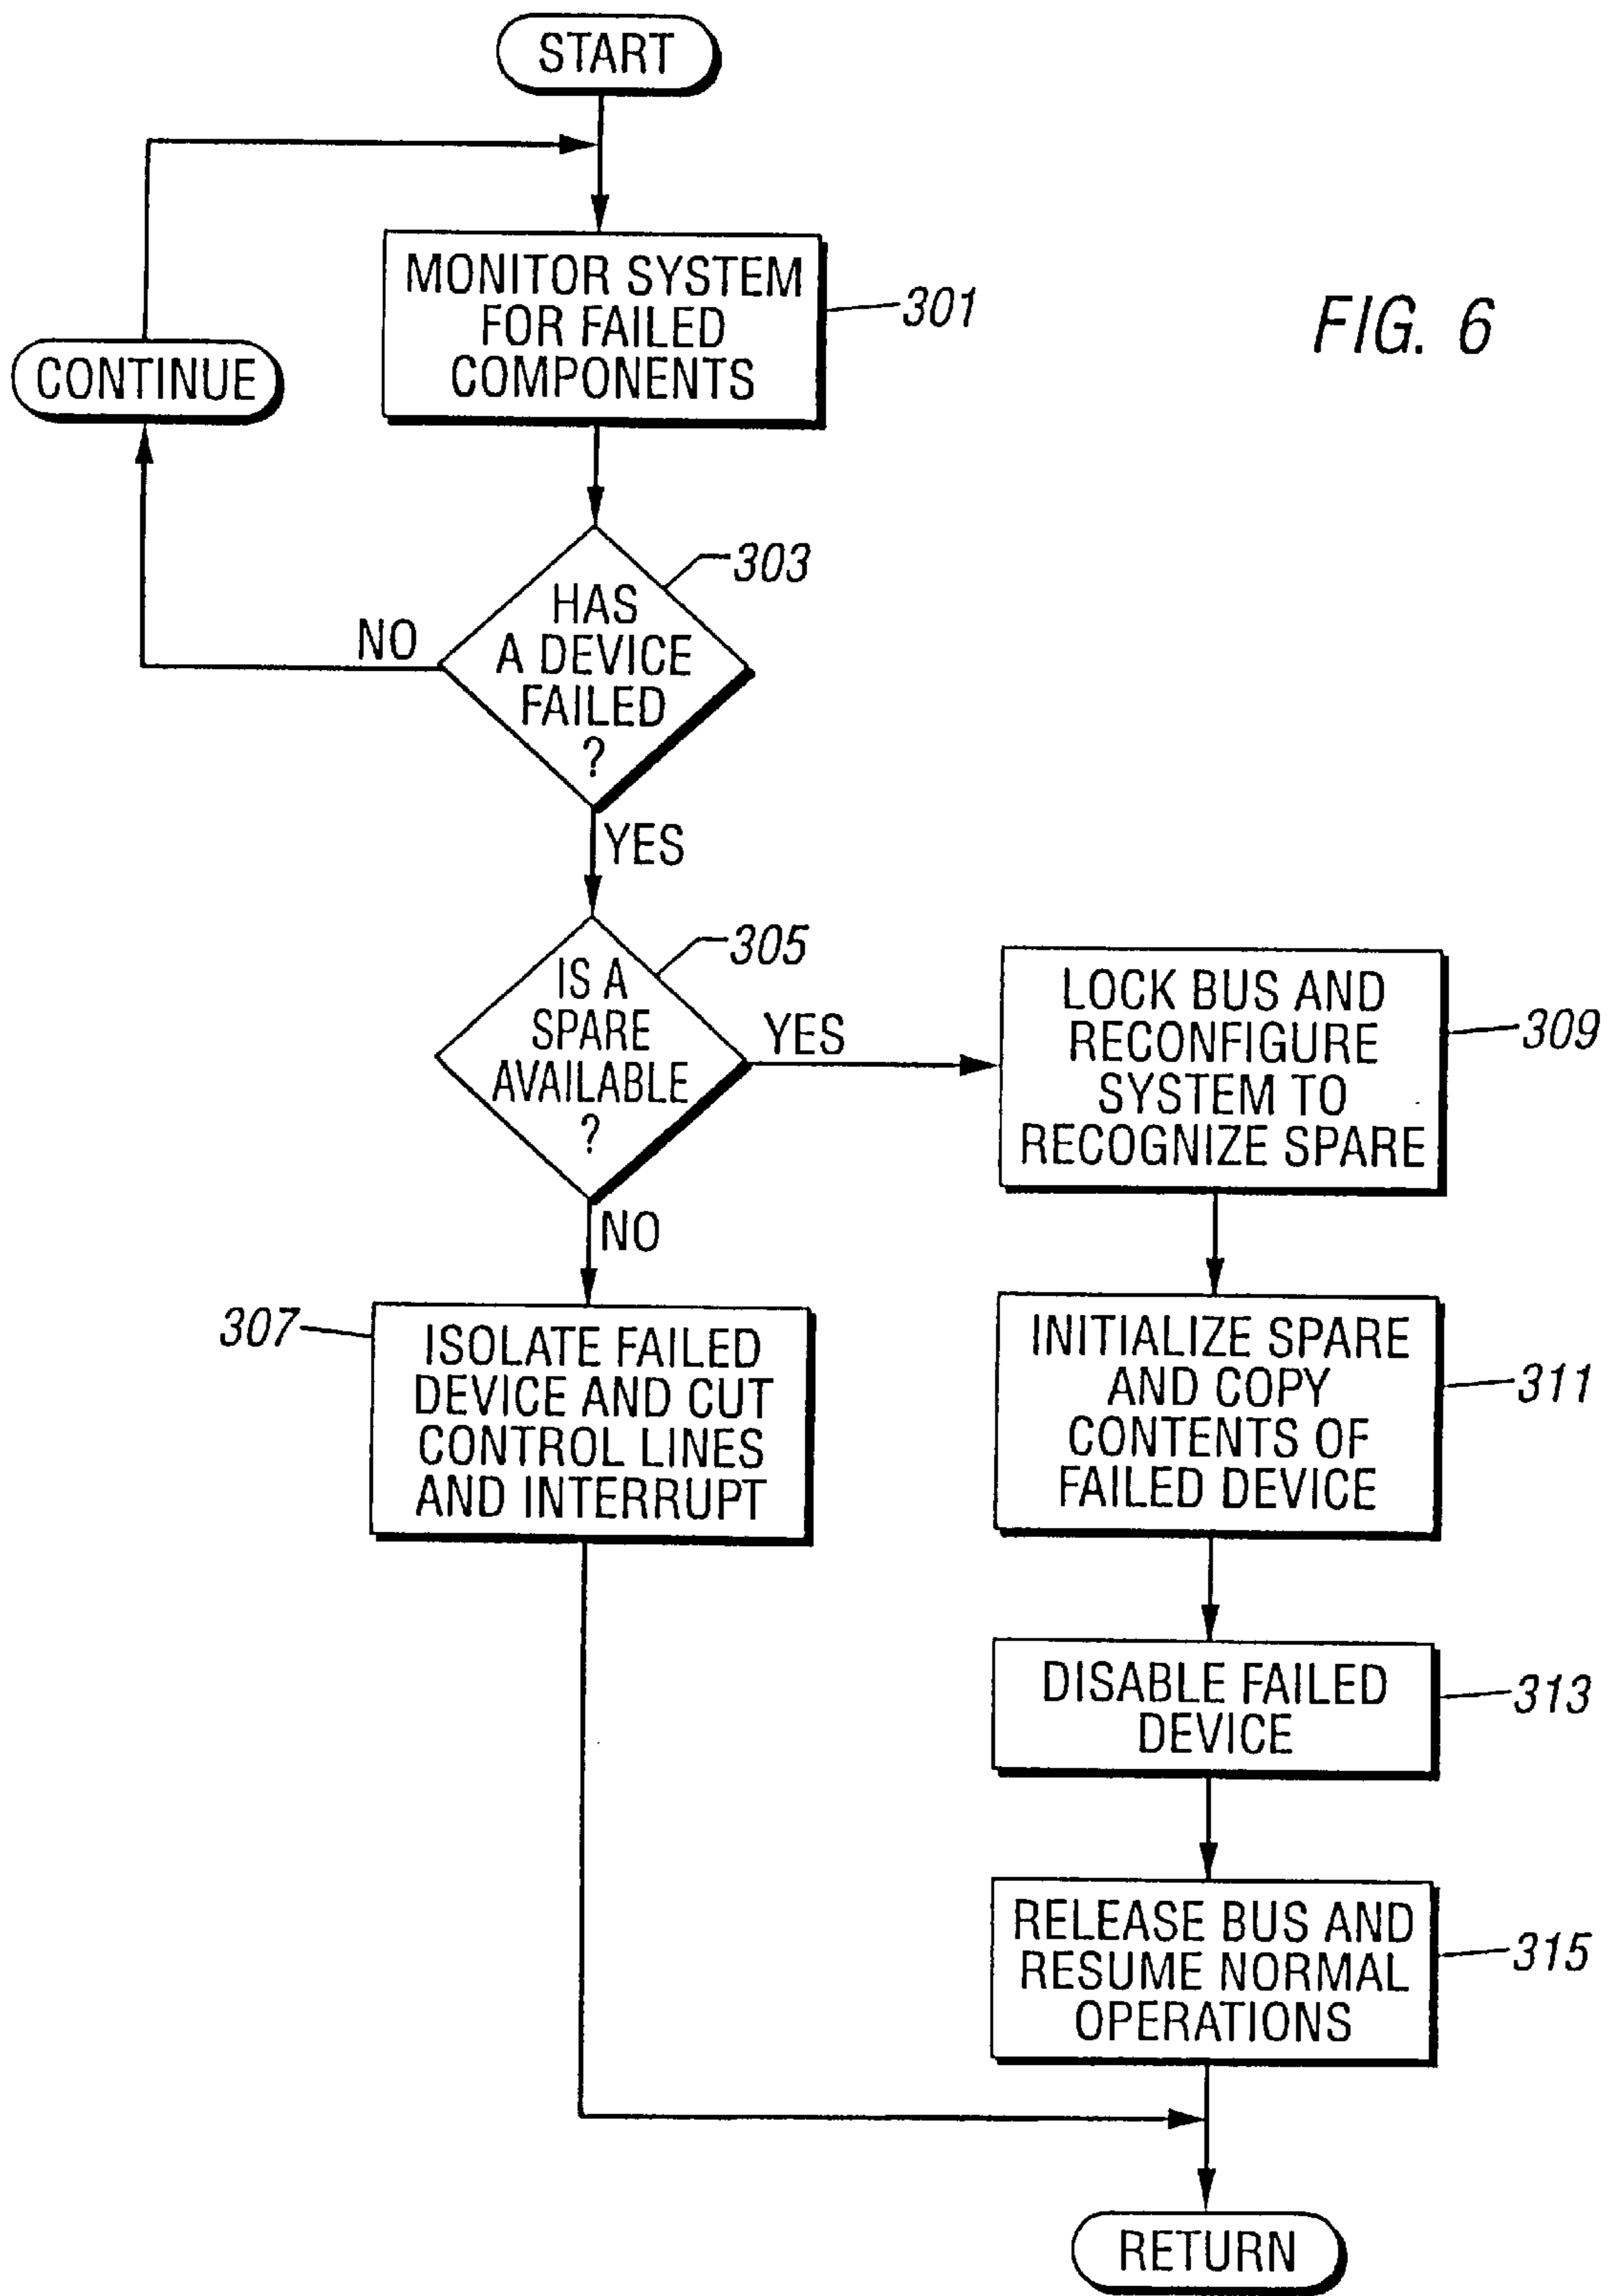 START
MONITOR SYSTEM
FOR FAILED
COMPONENTS
301
FIG. 6
CONTINUE
303
HAS
A DEVICE
FAILED
?
NO
YES
305
IS A
SPARE
AVAILABLE
?
YES
NO
LOCK BUS AND
RECONFIGURE
SYSTEM TO
RECOGNIZE SPARE
309
307
ISOLATE FAILED
DEVICE AND CUT
CONTROL LINES
AND INTERRUPT
INITIALIZE SPARE
AND COPY
CONTENTS OF
FAILED DEVICE
311
DISABLE FAILED
DEVICE
313
RELEASE BUS AND
RESUME NORMAL
OPERATIONS
315
RETURN